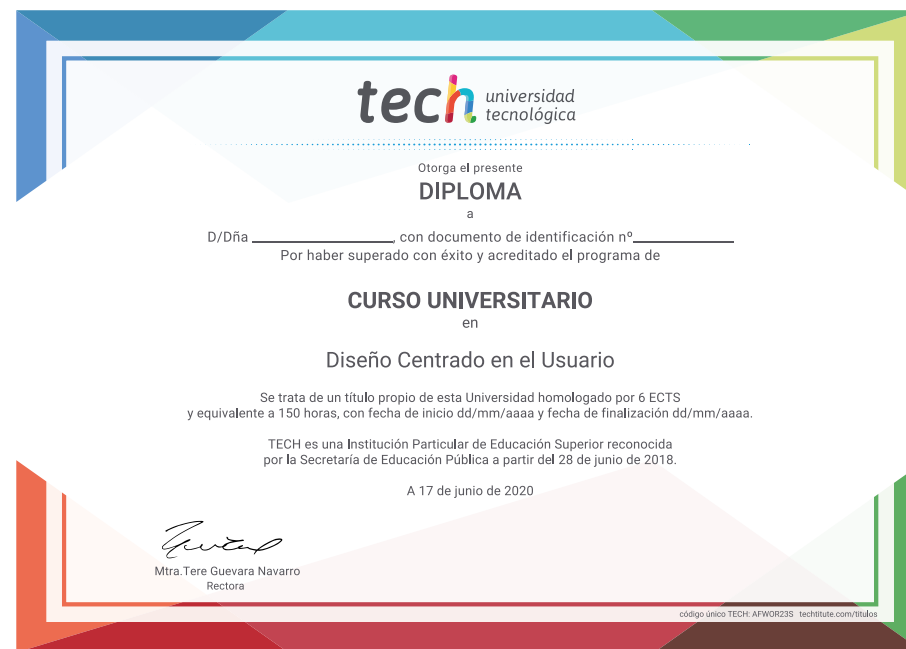 tech universidad
tecnológica
Otorga el presente
DIPLOMA
a
D/Dña ____________________, con documento de identificación nº______________
Por haber superado con éxito y acreditado el programa de
CURSO UNIVERSITARIO
en
Diseño Centrado en el Usuario
Se trata de un título propio de esta Universidad homologado por 6 ECTS
y equivalente a 150 horas, con fecha de inicio dd/mm/aaaa y fecha de finalización dd/mm/aaaa.
TECH es una Institución Particular de Educación Superior reconocida
por la Secretaría de Educación Pública a partir del 28 de junio de 2018.
A 17 de junio de 2020
Mtra.Tere Guevara Navarro
Rectora
código único TECH: AFWOR23S techtitute.com/titulos